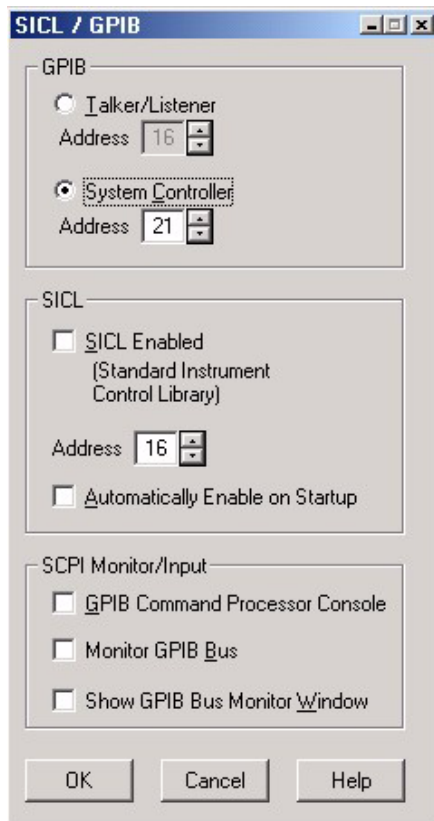 SICL / GPIB
GPIB
Talker/Listener
Address 16
System Controller
Address 21
SICL
SICL Enabled
(Standard Instrument
Control Library)
Address 16
Automatically Enable on Startup
SCPI Monitor/Input
GPIB Command Processor Console
Monitor GPIB Bus
Show GPIB Bus Monitor Window
OK Cancel Help